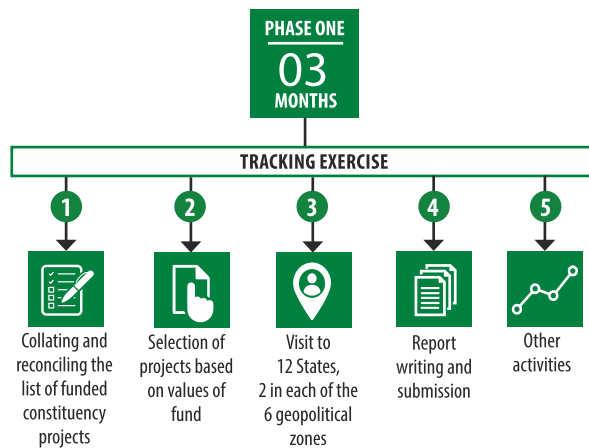 PHASE ONE
03
MONTHS
TRACKING EXERCISE
1
2
3
4
5
Collating and
reconciling the
list of funded
constituency
projects
Selection of
projects based
on values of
fund
Visit to
12 States,
2 in each of the
6 geopolitical
zones
Report
writing and
submission
Other
activities